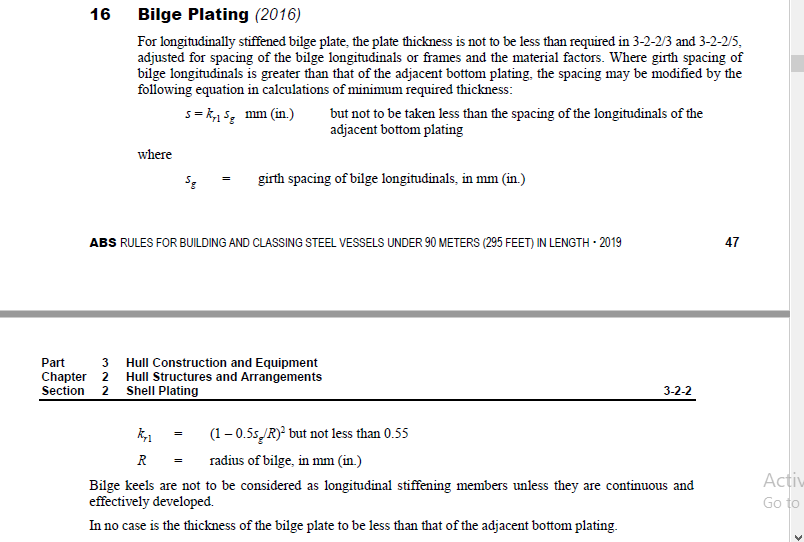 16 Bilge Plating (2016)
For longitudinally stiffened bilge plate, the plate thickness is not to be less than required in 3-2-2/3 and 3-2-2/5,
adjusted for spacing of the bilge longitudinals or frames and the material factors. Where girth spacing of
bilge longitudinals is greater than that of the adjacent bottom plating, the spacing may be modified by the
following equation in calculations of minimum required thickness:
s = kr1 sg mm (in.) but not to be taken less than the spacing of the longitudinals of the
adjacent bottom plating
where
sg = girth spacing of bilge longitudinals, in mm (in.)
ABS RULES FOR BUILDING AND CLASSING STEEL VESSELS UNDER 90 METERS (295 FEET) IN LENGTH • 2019 47
Part 3 Hull Construction and Equipment
Chapter 2 Hull Structures and Arrangements
Section 2 Shell Plating 3-2-2
kr1 = (1 – 0.5sg/R)² but not less than 0.55
R = radius of bilge, in mm (in.)
Bilge keels are not to be considered as longitudinal stiffening members unless they are continuous and
effectively developed.
In no case is the thickness of the bilge plate to be less than that of the adjacent bottom plating.
Activ
Go to